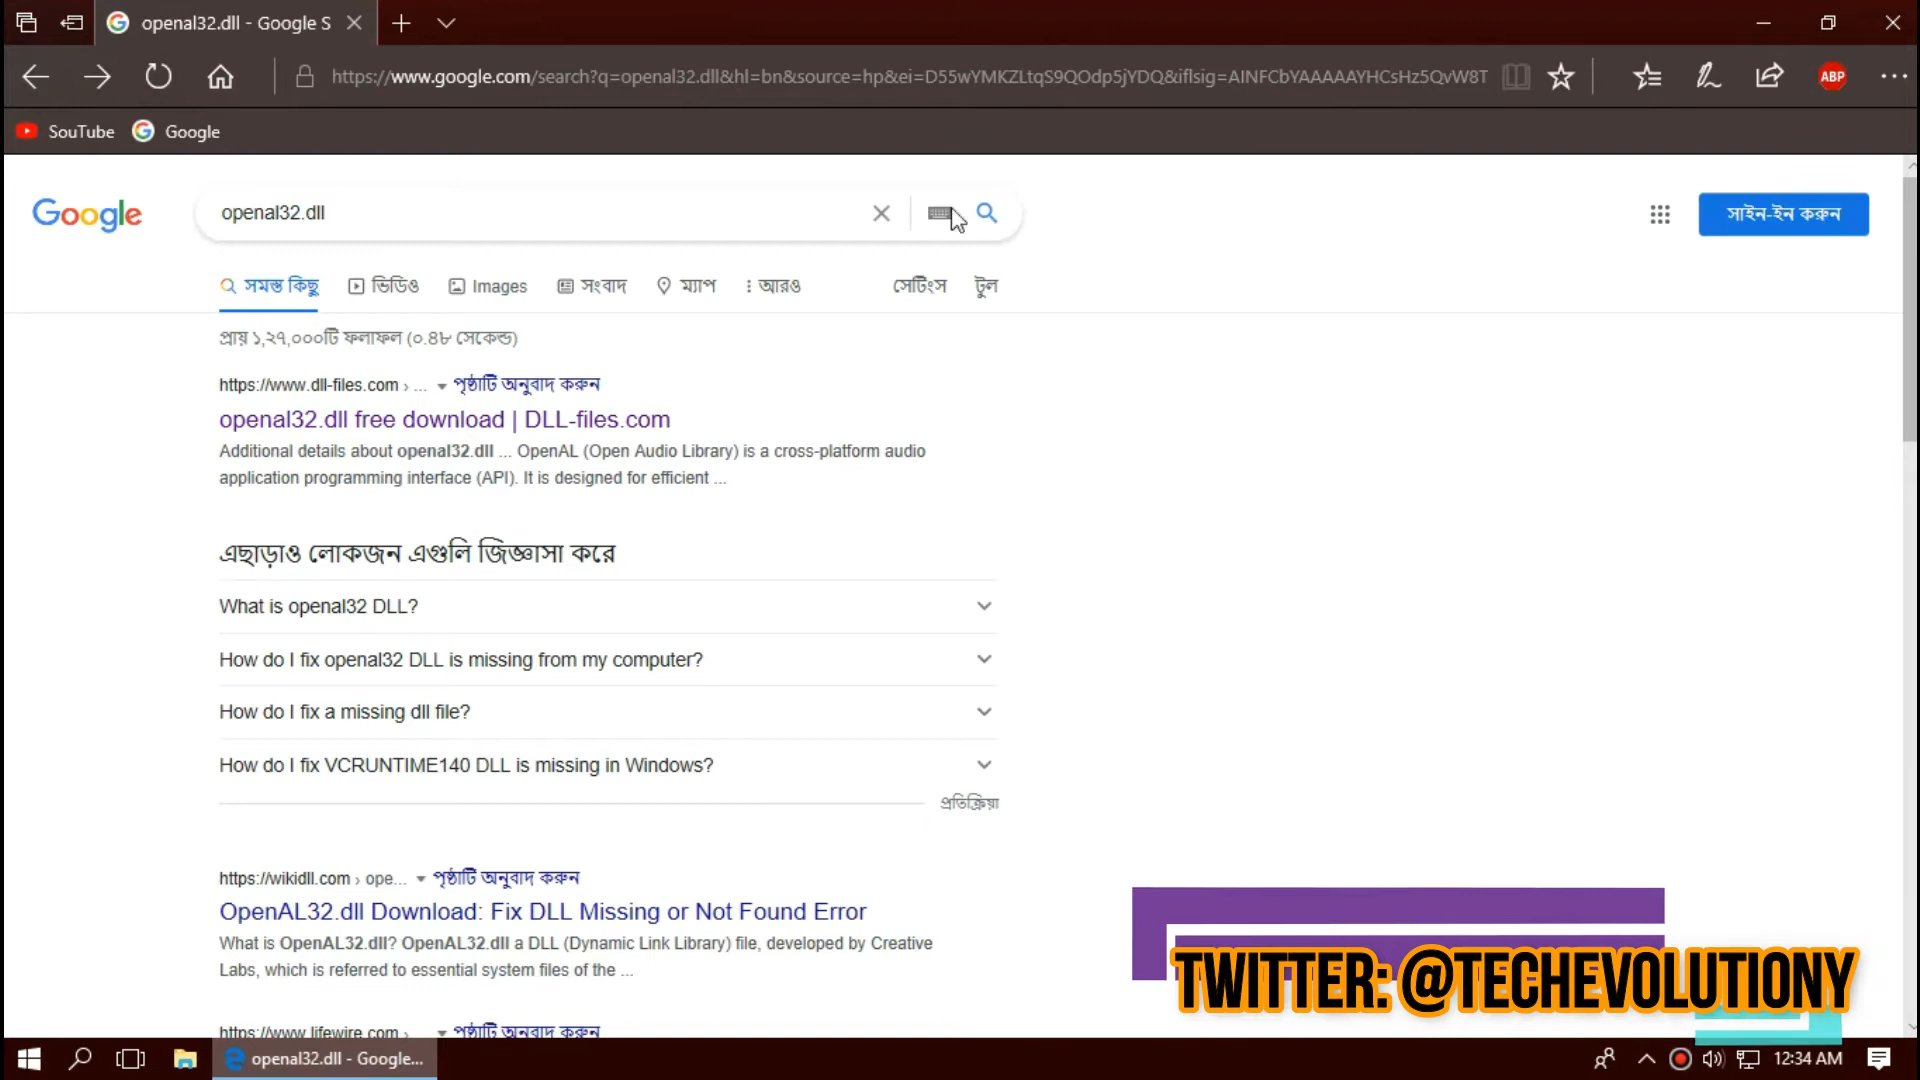 openal32.dll - Google S
https://www.google.com/search?q=openal32.dll&hl=bn&source=hp&ei=D55wYMKZLtqS9QOdp5jYDQ&iflsig=AINFCbYAAAAAYHCsHz5QvW8T
ABP
SouTube Google
Google
openal32.dll
সাইন-ইন করুন
সমস্ত কিছু ভিডিও Images সংবাদ ম্যাপ আরও সেটিংস টুল
প্রায় ১,২৭,০০০টি ফলাফল (০.৪৮ সেকেন্ড)
https://www.dll-files.com › ... পৃষ্ঠাটি অনুবাদ করুন
openal32.dll free download | DLL-files.com
Additional details about openal32.dll ... OpenAL (Open Audio Library) is a cross-platform audio
application programming interface (API). It is designed for efficient ...
এছাড়াও লোকজন এগুলি জিজ্ঞাসা করে
What is openal32 DLL?
How do I fix openal32 DLL is missing from my computer?
How do I fix a missing dll file?
How do I fix VCRUNTIME140 DLL is missing in Windows?
প্রতিক্রিয়া
https://wikidll.com › ope... পৃষ্ঠাটি অনুবাদ করুন
OpenAL32.dll Download: Fix DLL Missing or Not Found Error
What is OpenAL32.dll? OpenAL32.dll a DLL (Dynamic Link Library) file, developed by Creative
Labs, which is referred to essential system files of the ...
https://www.lifewire.com › ... পৃষ্ঠাটি অনুবাদ করুন
TWITTER: @TECHEVOLUTIONY
openal32.dll - Google...
12:34 AM